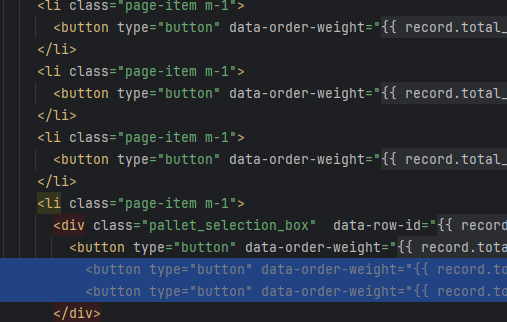 <li class="page-item m-1">
<button type="button" data-order-weight="{{ record.total_
</li>
<li class="page-item m-1">
<button type="button" data-order-weight="{{ record.total_
</li>
<li class="page-item m-1">
<button type="button" data-order-weight="{{ record.total_
</li>
<li class="page-item m-1">
<div class="pallet_selection_box"  data-row-id="{{ record
<button type="button" data-order-weight="{{ record.tota
<button type="button" data-order-weight="{{ record.to
<button type="button" data-order-weight="{{ record.to
</div>